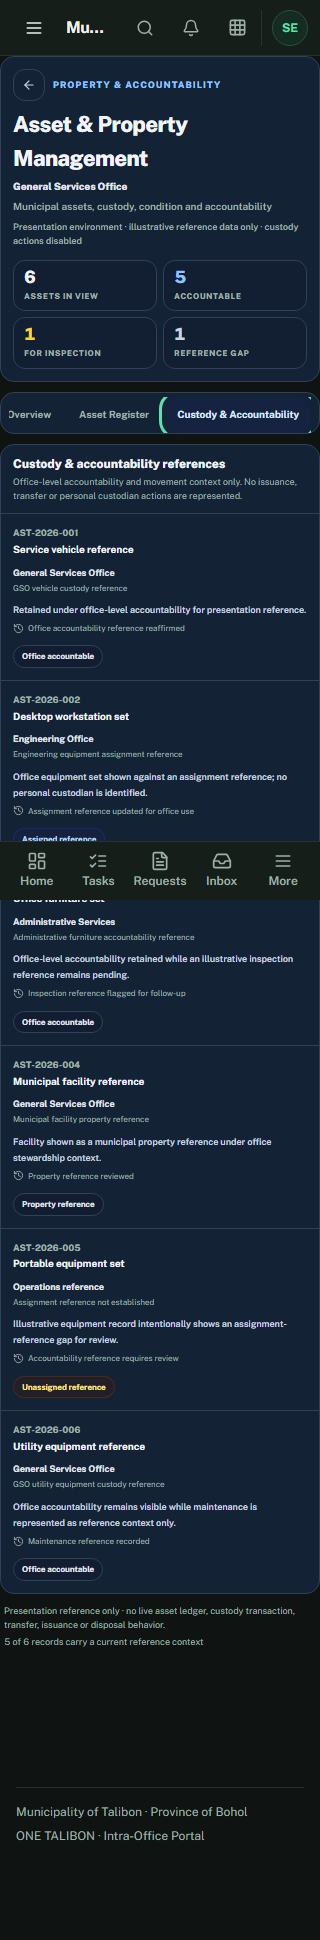 Mu...
SE
PROPERTY & ACCOUNTABILITY
Asset & Property
Management
General Services Office
Municipal assets, custody, condition and accountability
Presentation environment · illustrative reference data only · custody
actions disabled
6
ASSETS IN VIEW
5
ACCOUNTABLE
1
FOR INSPECTION
1
REFERENCE GAP
Overview
Asset Register
Custody & Accountability
Custody & accountability references
Office-level accountability and movement context only. No issuance,
transfer or personal custodian actions are represented.
AST-2026-001
Service vehicle reference
General Services Office
GSO vehicle custody reference
Retained under office-level accountability for presentation reference.
Office accountability reference reaffirmed
Office accountable
AST-2026-002
Desktop workstation set
Engineering Office
Engineering equipment assignment reference
Office equipment set shown against an assignment reference; no
personal custodian is identified.
Assignment reference updated for office use
Assigned reference
Home
Tasks
Requests
Inbox
More
Office furniture set
Administrative Services
Administrative furniture accountability reference
Office-level accountability retained while an illustrative inspection
reference remains pending.
Inspection reference flagged for follow-up
Office accountable
AST-2026-004
Municipal facility reference
General Services Office
Municipal facility property reference
Facility shown as a municipal property reference under office
stewardship context.
Property reference reviewed
Property reference
AST-2026-005
Portable equipment set
Operations reference
Assignment reference not established
Illustrative equipment record intentionally shows an assignment-
reference gap for review.
Accountability reference requires review
Unassigned reference
AST-2026-006
Utility equipment reference
General Services Office
GSO utility equipment custody reference
Office accountability remains visible while maintenance is
represented as reference context only.
Maintenance reference recorded
Office accountable
Presentation reference only · no live asset ledger, custody transaction,
transfer, issuance or disposal behavior.
5 of 6 records carry a current reference context
Municipality of Talibon · Province of Bohol
ONE TALIBON · Intra-Office Portal